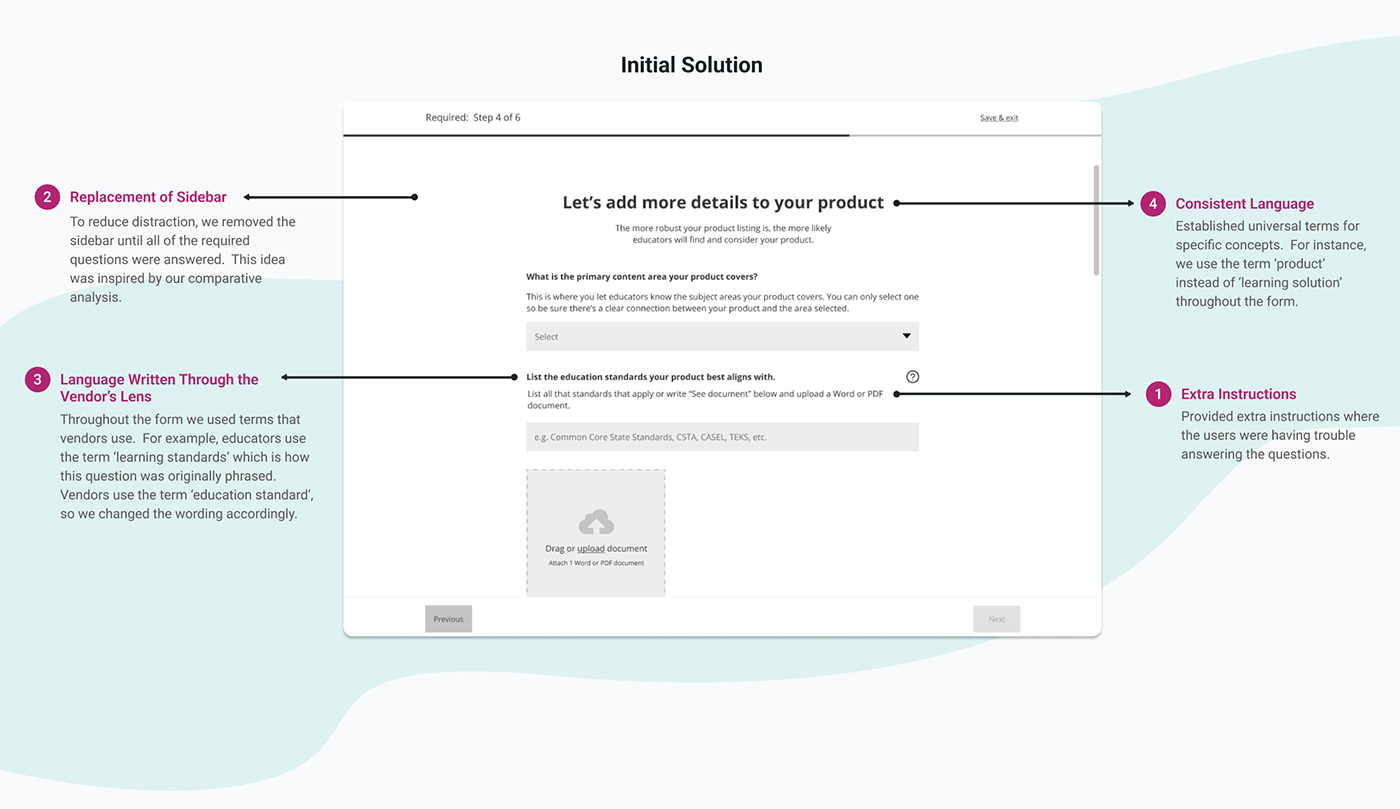 Initial Solution
Required: Step 4 of 6
Save & exit
2
Replacement of Sidebar
To reduce distraction, we removed the
sidebar until all of the required
questions were answered. This idea
was inspired by our comparative
analysis.
3
Language Written Through the
Vendor's Lens
Throughout the form we used terms that
vendors use. For example, educators use
the term ‘learning standards’ which is how
this question was originally phrased.
Vendors use the term ‘education standard’,
so we changed the wording accordingly.
Let's add more details to your product
The more robust your product listing is, the more likely
educators will find and consider your product.
What is the primary content area your product covers?
This is where you let educators know the subject areas your product covers. You can only select one
so be sure there's a clear connection between your product and the area selected.
Select
List the education standards your product best aligns with.
?
List all that standards that apply or write “See document” below and upload a Word or PDF
document.
e.g. Common Core State Standards, CSTA, CASEL, TEKS, etc.
Drag or upload document
Attach 1 Word or PDF document
Previous
Next
4
Consistent Language
Established universal terms for
specific concepts. For instance,
we use the term ‘product’
instead of ‘learning solution’
throughout the form.
1
Extra Instructions
Provided extra instructions where
the users were having trouble
answering the questions.